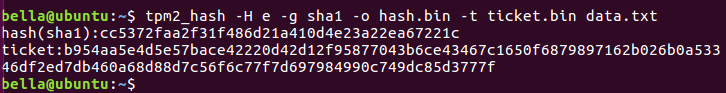 bella@ubuntu:~$ tpm2_hash -H e -g sha1 -o hash.bin -t ticket.bin data.txt
hash(sha1):cc5372faa2f31f486d21a410d4e23a22ea67221c
ticket:b954aa5e4d5e57bace42220d42d12f95877043b6ce43467c1650f6879897162b026b0a533
46df2ed7db460a68d88d7c56f6c77f7d697984990c749dc85d3777f
bella@ubuntu:~$